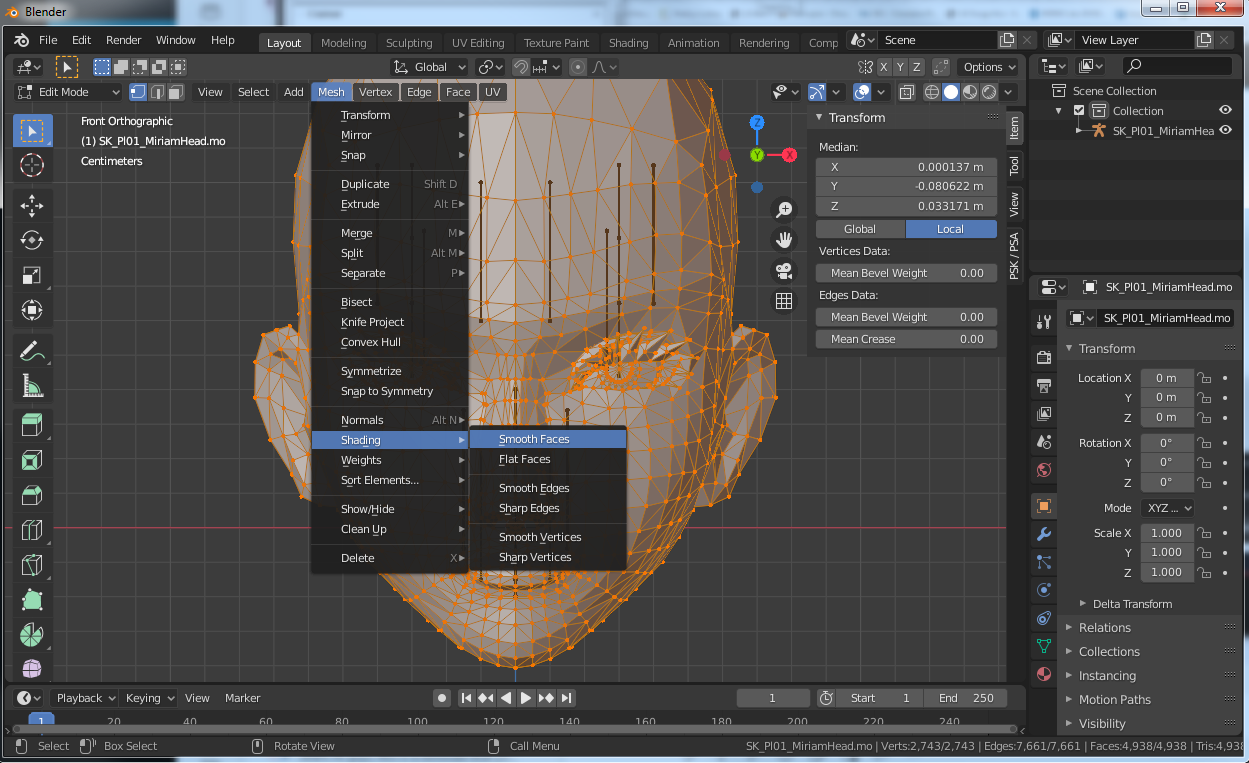 Blender
File Edit Render Window Help Layout Modeling Sculpting UV Editing Texture Paint Shading Animation Rendering Comp Scene View Layer
Global Options
X Y Z
Edit Mode View Select Add Mesh Vertex Edge Face UV
Front Orthographic
(1) SK_Pl01_MiriamHead.mo
Centimeters
Transform
Mirror
Snap
Duplicate Shift D
Extrude Alt E
Merge M
Split Alt M
Separate P
Bisect
Knife Project
Convex Hull
Symmetrize
Snap to Symmetry
Normals Alt N
Shading
Weights
Sort Elements...
Show/Hide
Clean Up
Delete X
Smooth Faces
Flat Faces
Smooth Edges
Sharp Edges
Smooth Vertices
Sharp Vertices
Z
Y X
Transform
Median:
X 0.000137 m
Y -0.080622 m
Z 0.033171 m
Global Local
Vertices Data:
Mean Bevel Weight 0.00
Edges Data:
Mean Bevel Weight 0.00
Mean Crease 0.00
Item
Tool
View
PSK / PSA
Scene Collection
Collection
SK_Pl01_MiriamHea
SK_Pl01_MiriamHead.mo
SK_Pl01_MiriamHead.mo
Transform
Location X 0 m
Y 0 m
Z 0 m
Rotation X 0°
Y 0°
Z 0°
Mode XYZ ...
Scale X 1.000
Y 1.000
Z 1.000
Delta Transform
Relations
Collections
Instancing
Motion Paths
Visibility
Playback Keying View Marker 1 Start 1 End 250
1 20 40 60 80 100 120 140 160 180 200 220 240
Select Box Select Rotate View Call Menu SK_Pl01_MiriamHead.mo | Verts:2,743/2,743 | Edges:7,661/7,661 | Faces:4,938/4,938 | Tris:4,938